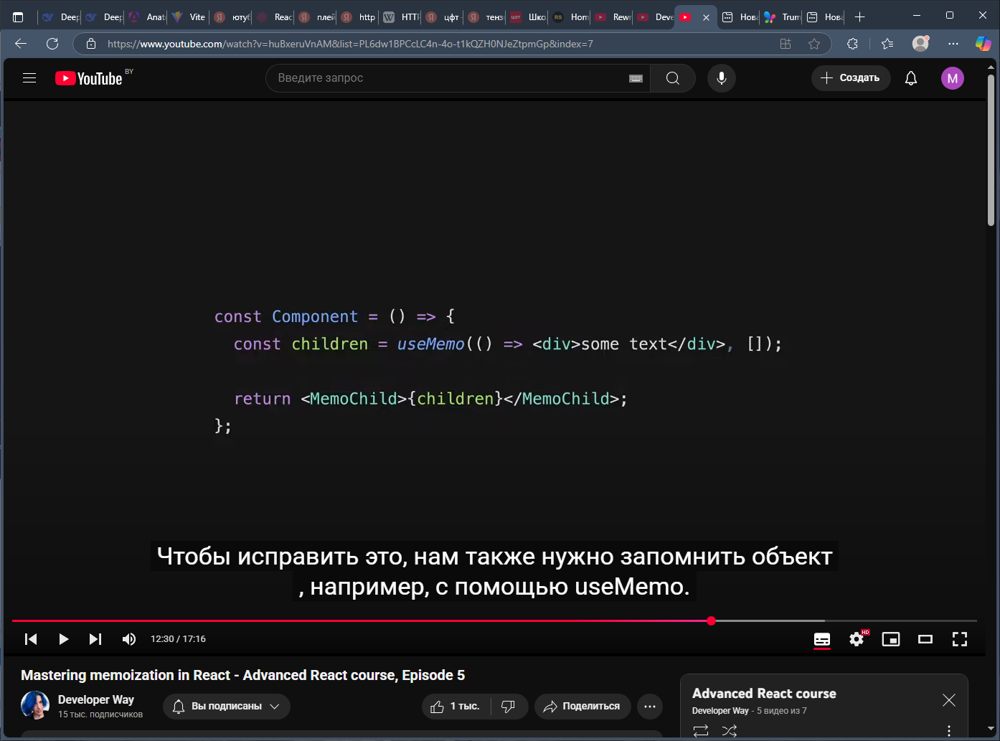 Deep Deep Anat Vite ютуб Reac плей http HTTP цфт тенз Шко Hom Rewr Deve Нова Trum Нова
https://www.youtube.com/watch?v=huBxeruVnAM&list=PL6dw1BPCcLC4n-4o-t1kQZH0NJeZtpmGp&index=7
YouTube BY Введите запрос Создать M
const Component = () => {
const children = useMemo(() => <div>some text</div>, []);
return <MemoChild>{children}</MemoChild>;
};
Чтобы исправить это, нам также нужно запомнить объект
, например, с помощью useMemo.
12:30 / 17:16 HD
Mastering memoization in React - Advanced React course, Episode 5
Developer Way
15 тыс. подписчиков
Вы подписаны
1 тыс.
Поделиться
Advanced React course
Developer Way - 5 видео из 7